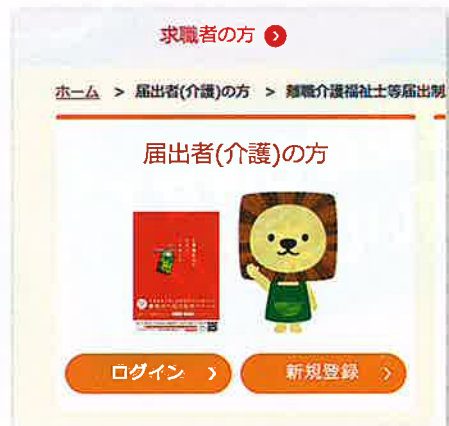 求職者の方
ホーム > 届出者(介護)の方 > 離職介護福祉士等届出制
届出者(介護)の方
ログイン
新規登録